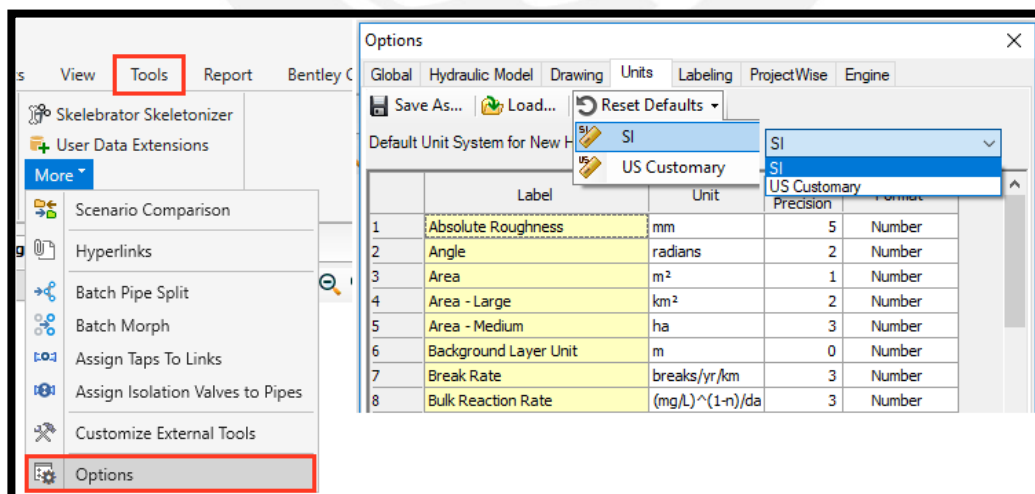 s View Tools Report Bentley C
Skelebrator Skeletonizer
User Data Extensions
More
Scenario Comparison
Hyperlinks
Batch Pipe Split
Batch Morph
Assign Taps To Links
Assign Isolation Valves to Pipes
Customize External Tools
Options
Options
Global Hydraulic Model Drawing Units Labeling ProjectWise Engine
Save As... Load... Reset Defaults
Default Unit System for New H
SI SI
US US Customary
SI
SI
US Customary
Label Unit Precision Format
1 Absolute Roughness mm 5 Number
2 Angle radians 2 Number
3 Area m² 1 Number
4 Area - Large km² 2 Number
5 Area - Medium ha 3 Number
6 Background Layer Unit m 0 Number
7 Break Rate breaks/yr/km 3 Number
8 Bulk Reaction Rate (mg/L)^(1-n)/da 3 Number